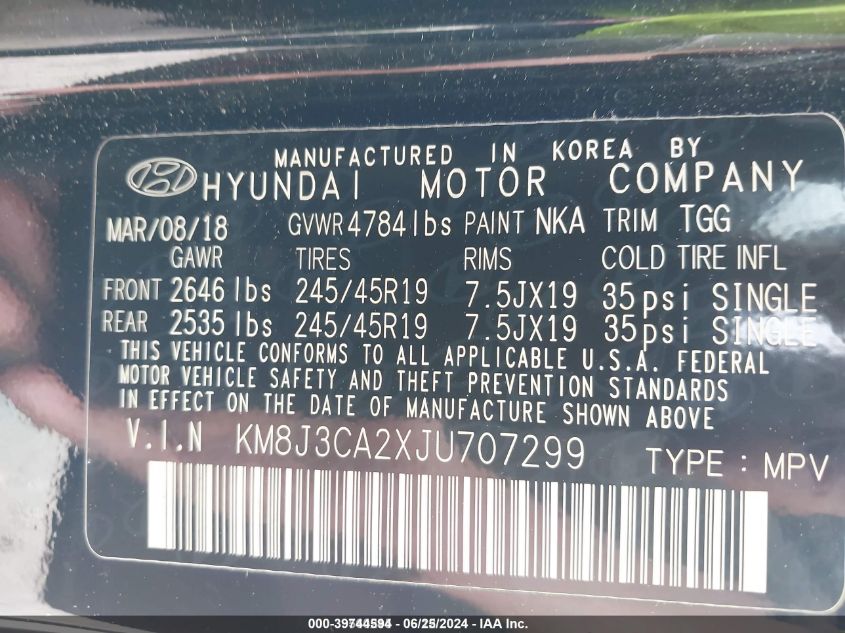 MANUFACTURED IN KOREA BY
HYUNDAI MOTOR COMPANY
MAR/08/18 GVWR 4784 lbs PAINT NKA TRIM TGG
GAWR TIRES RIMS COLD TIRE INFL
FRONT 2646 lbs 245/45R19 7.5JX19 35psi SINGLE
REAR 2535 lbs 245/45R19 7.5JX19 35psi SINGLE
THIS VEHICLE CONFORMS TO ALL APPLICABLE U.S.A. FEDERAL
MOTOR VEHICLE SAFETY AND THEFT PREVENTION STANDARDS
IN EFFECT ON THE DATE OF MANUFACTURE SHOWN ABOVE
V.I.N KM8J3CA2XJU707299 TYPE : MPV
06/25/2024 - IAA Inc.